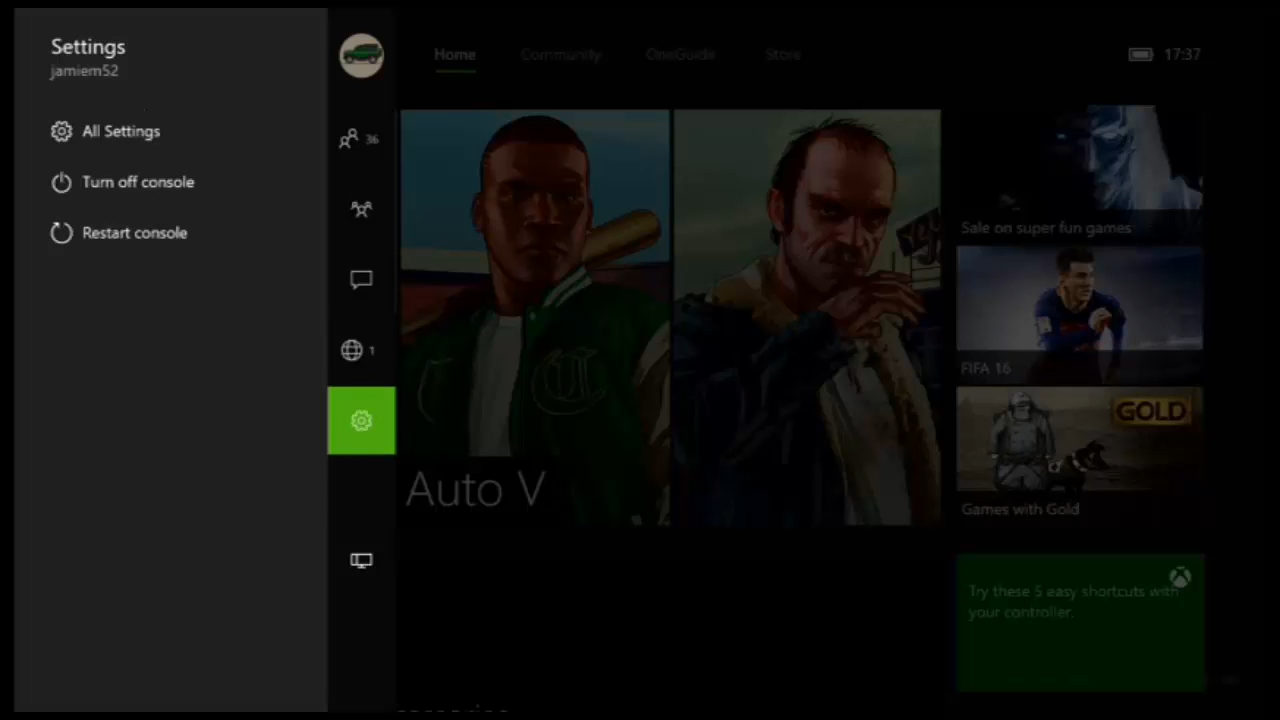 Settings
jamiem52
All Settings
Turn off console
Restart console
36
1
Home Community OneGuide Store
17:37
Auto V
Sale on super fun games
FIFA 16
GOLD
Games with Gold
Try these 5 easy shortcuts with
your controller.